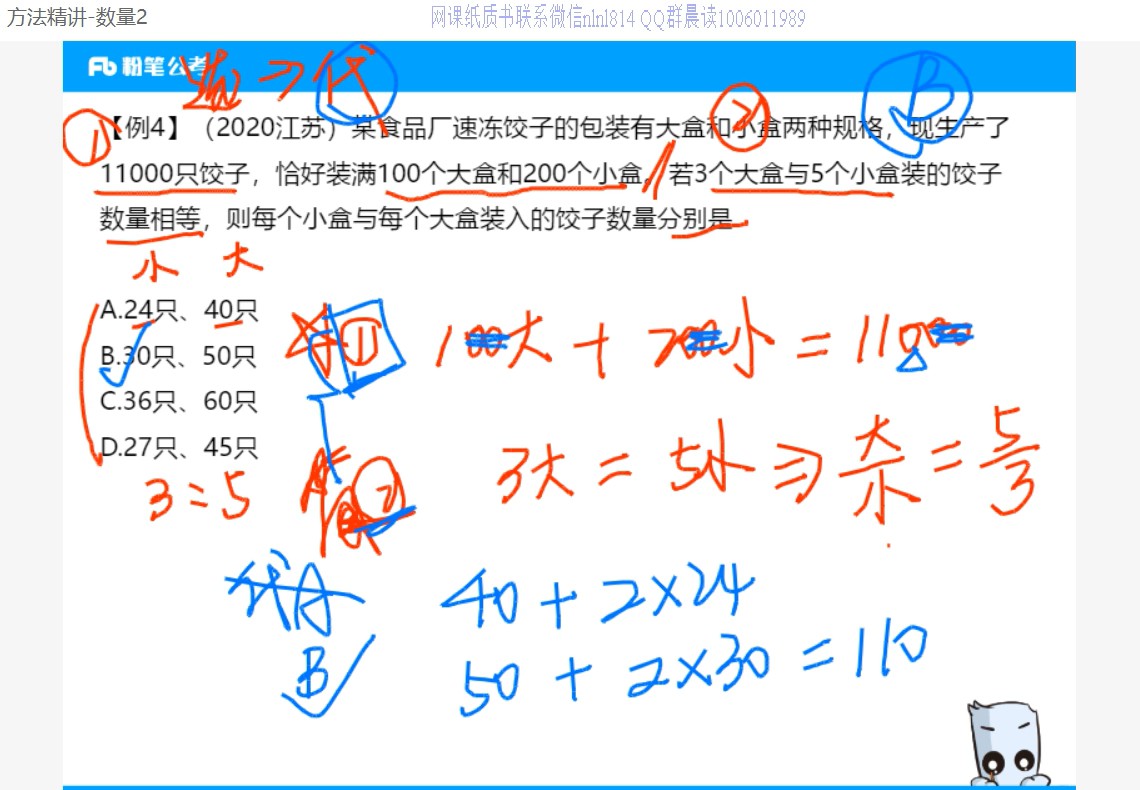 方法精讲-数量2
网课纸质书联系微信nlnl814 QQ群晨读1006011989
粉笔公考
⇒ 代
B
① ②
【例4】（2020江苏）某食品厂速冻饺子的包装有大盒和小盒两种规格，现生产了
11000只饺子，恰好装满100个大盒和200个小盒。若3个大盒与5个小盒装的饺子
数量相等，则每个小盒与每个大盒装入的饺子数量分别是
小 大
A.24只、40只
B.30只、50只
C.36只、60只
D.27只、45只
① 100大 + 200小 = 11000
3 = 5
② 3大 = 5小 ⇒ 大/小 = 5/3
代A 40 + 2×24
B 50 + 2×30 = 110